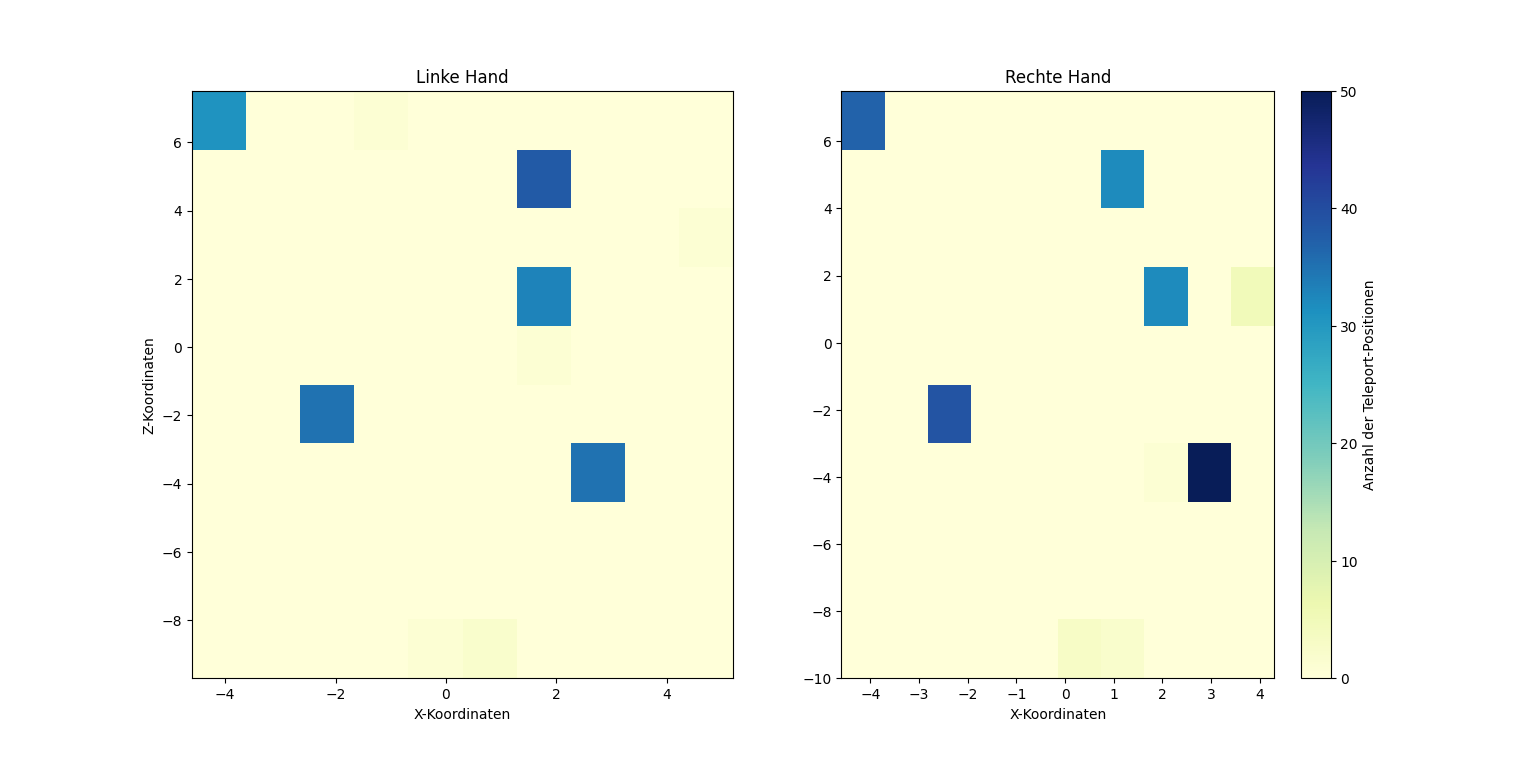 Linke Hand
Z-Koordinaten
6
4
2
0
−2
−4
−6
−8
−4 −2 0 2 4
X-Koordinaten
Rechte Hand
6
4
2
0
−2
−4
−6
−8
−10
−4 −3 −2 −1 0 1 2 3 4
X-Koordinaten
50
40
30
20
10
0
Anzahl der Teleport-Positionen